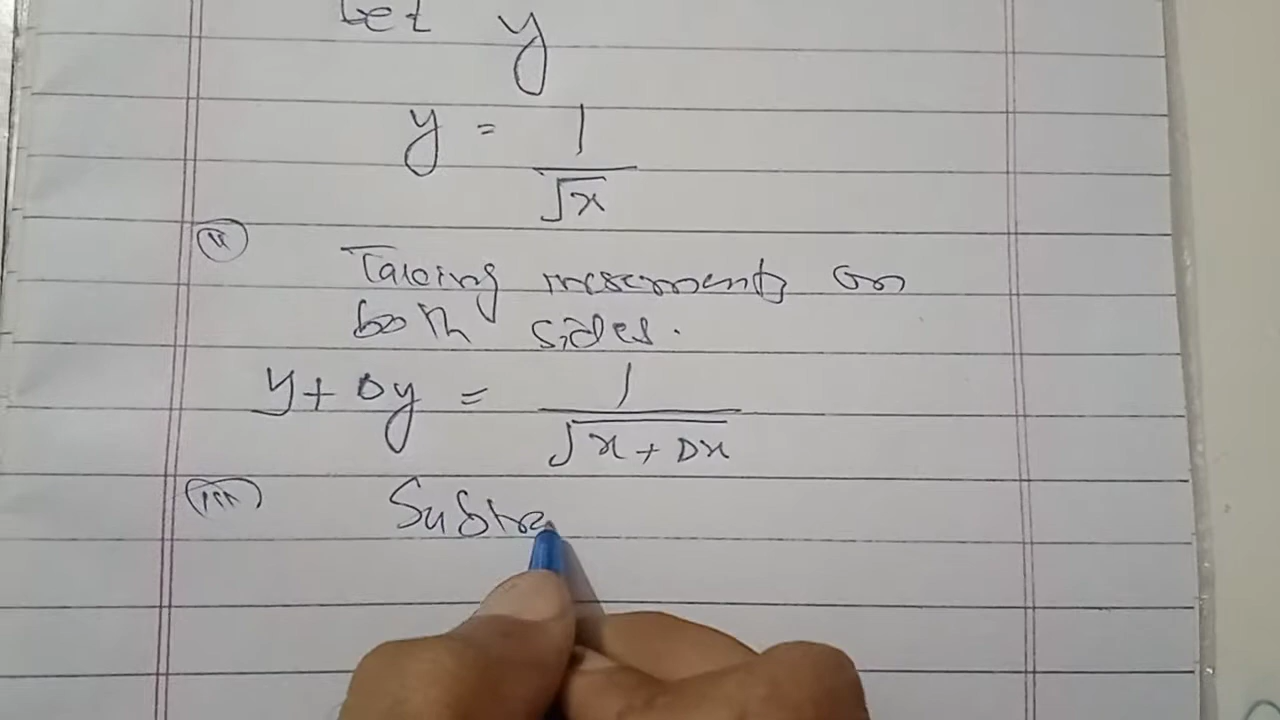 Let y
y = 1/√x
(ii) Taking increments on
both sides.
y + Δy = 1/√x + Δx
(iii) Subtra